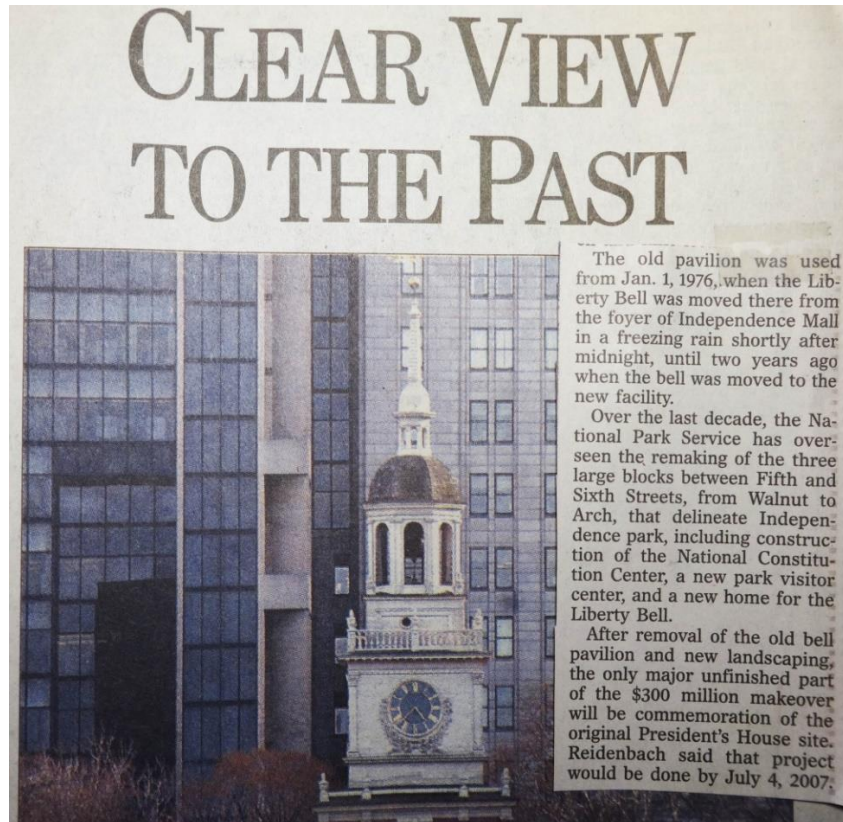 CLEAR VIEW
TO THE PAST
The old pavilion was used
from Jan. 1, 1976, when the Lib-
erty Bell was moved there from
the foyer of Independence Mall
in a freezing rain shortly after
midnight, until two years ago
when the bell was moved to the
new facility.
Over the last decade, the Na-
tional Park Service has over-
seen the remaking of the three
large blocks between Fifth and
Sixth Streets, from Walnut to
Arch, that delineate Indepen-
dence park, including construc-
tion of the National Constitu-
tion Center, a new park visitor
center, and a new home for the
Liberty Bell.
After removal of the old bell
pavilion and new landscaping,
the only major unfinished part
of the $300 million makeover
will be commemoration of the
original President's House site.
Reidenbach said that project
would be done by July 4, 2007.